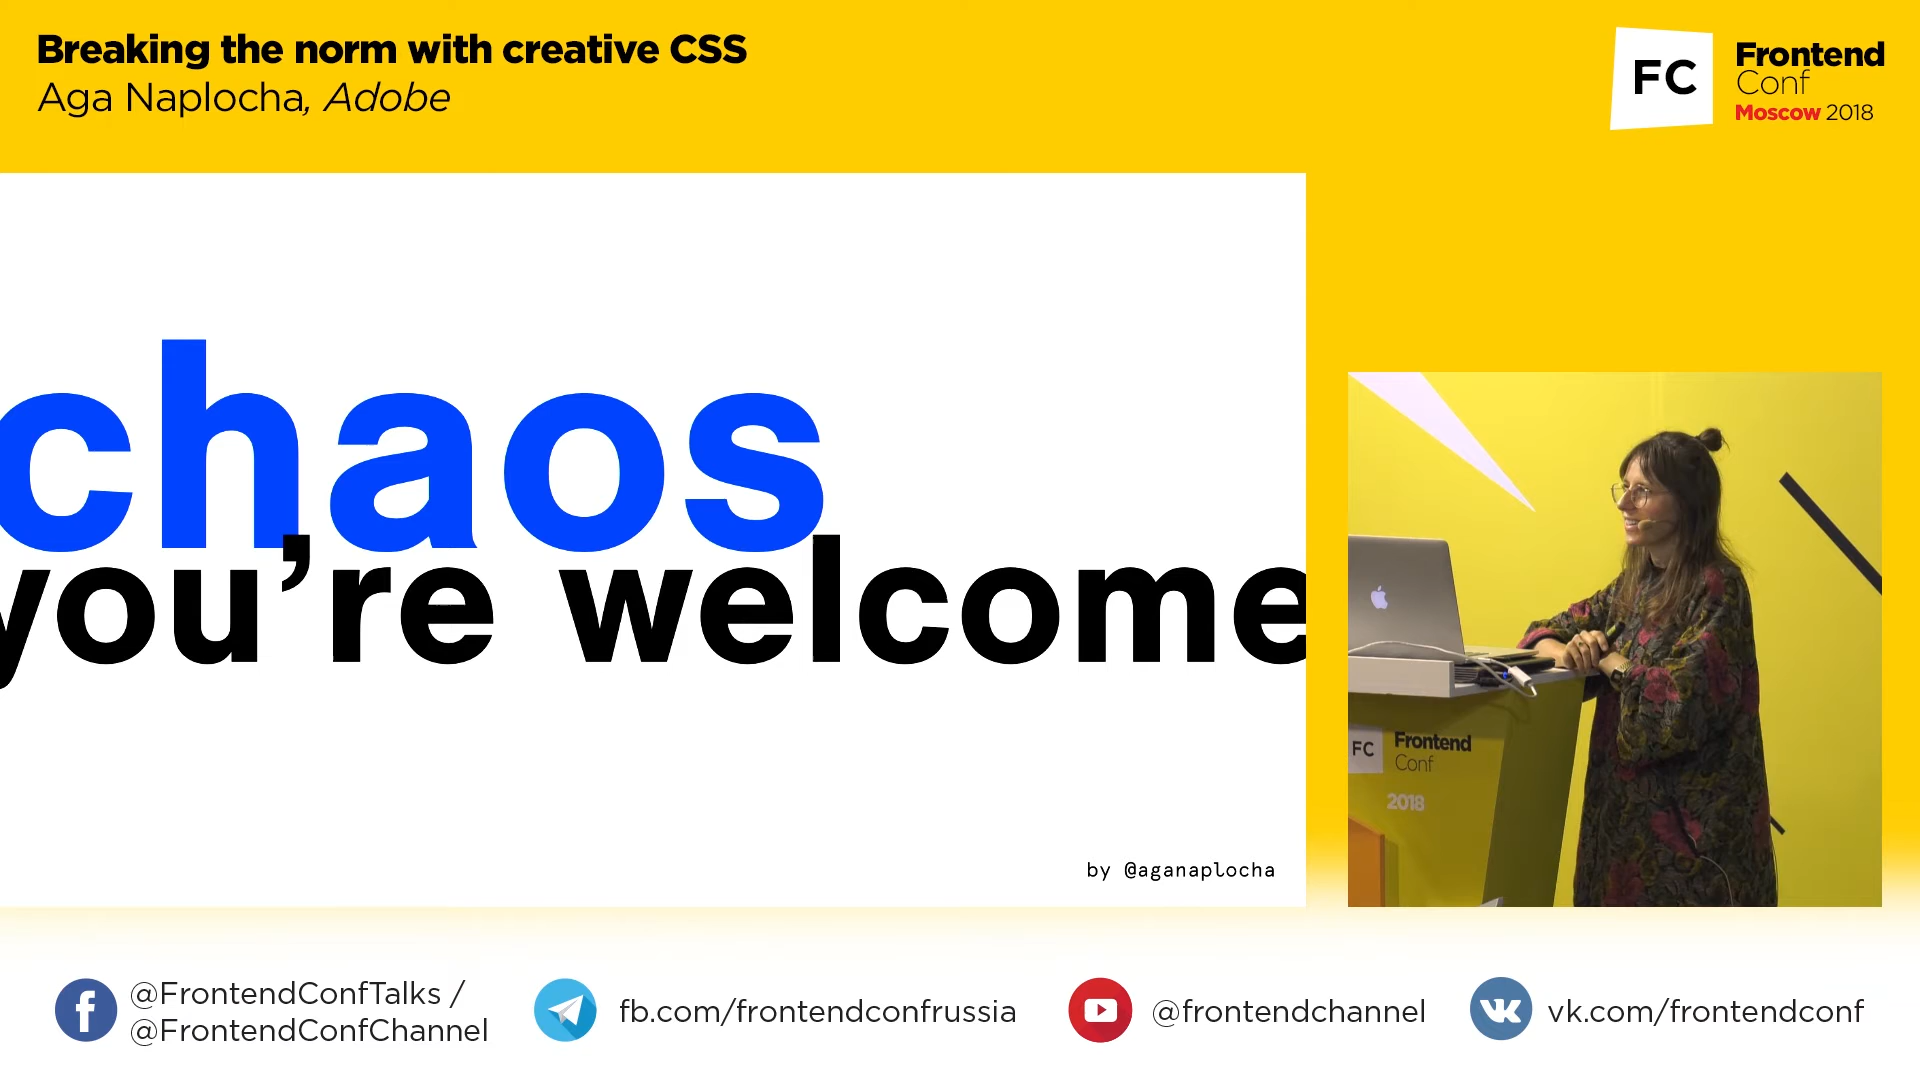 Breaking the norm with creative CSS
Aga Naplocha, Adobe
FC
Frontend
Conf
Moscow 2018
chaos
you’re welcome
by @aganaplocha
FC
Frontend
Conf
2018
@FrontendConfTalks /
@FrontendConfChannel
fb.com/frontendconfrussia
@frontendchannel
vk.com/frontendconf